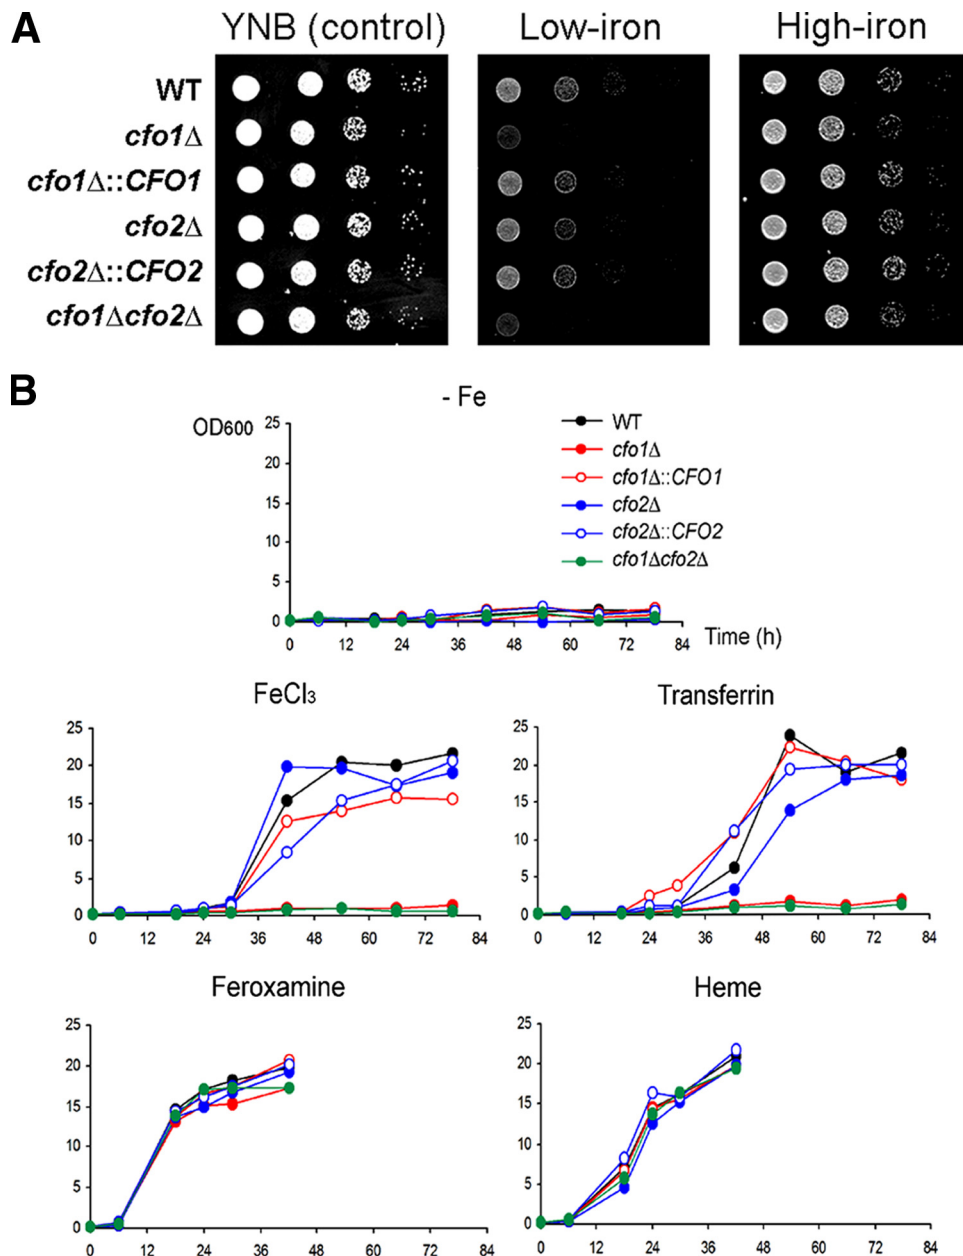 A
YNB (control) Low-iron High-iron
WT
cfo1Δ
cfo1Δ::CFO1
cfo2Δ
cfo2Δ::CFO2
cfo1Δcfo2Δ
B
- Fe
OD600
25
20
15
10
5
0
0 12 24 36 48 60 72 84
Time (h)
WT
cfo1Δ
cfo1Δ::CFO1
cfo2Δ
cfo2Δ::CFO2
cfo1Δcfo2Δ
FeCl₃
25
20
15
10
5
0
0 12 24 36 48 60 72 84
Transferrin
25
20
15
10
5
0
0 12 24 36 48 60 72 84
Feroxamine
25
20
15
10
5
0
0 12 24 36 48 60 72 84
Heme
25
20
15
10
5
0
0 12 24 36 48 60 72 84